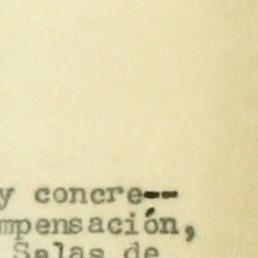 y concre--
mpensación,
Salas de